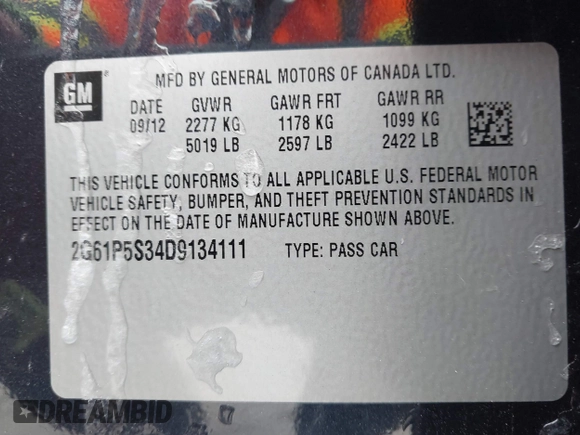 GM ®
MFD BY GENERAL MOTORS OF CANADA LTD.
DATE GVWR GAWR FRT GAWR RR
09/12 2277 KG 1178 KG 1099 KG
5019 LB 2597 LB 2422 LB
THIS VEHICLE CONFORMS TO ALL APPLICABLE U.S. FEDERAL MOTOR
VEHICLE SAFETY, BUMPER, AND THEFT PREVENTION STANDARDS IN
EFFECT ON THE DATE OF MANUFACTURE SHOWN ABOVE.
2G61P5S34D9134111 TYPE: PASS CAR
DREAMBID